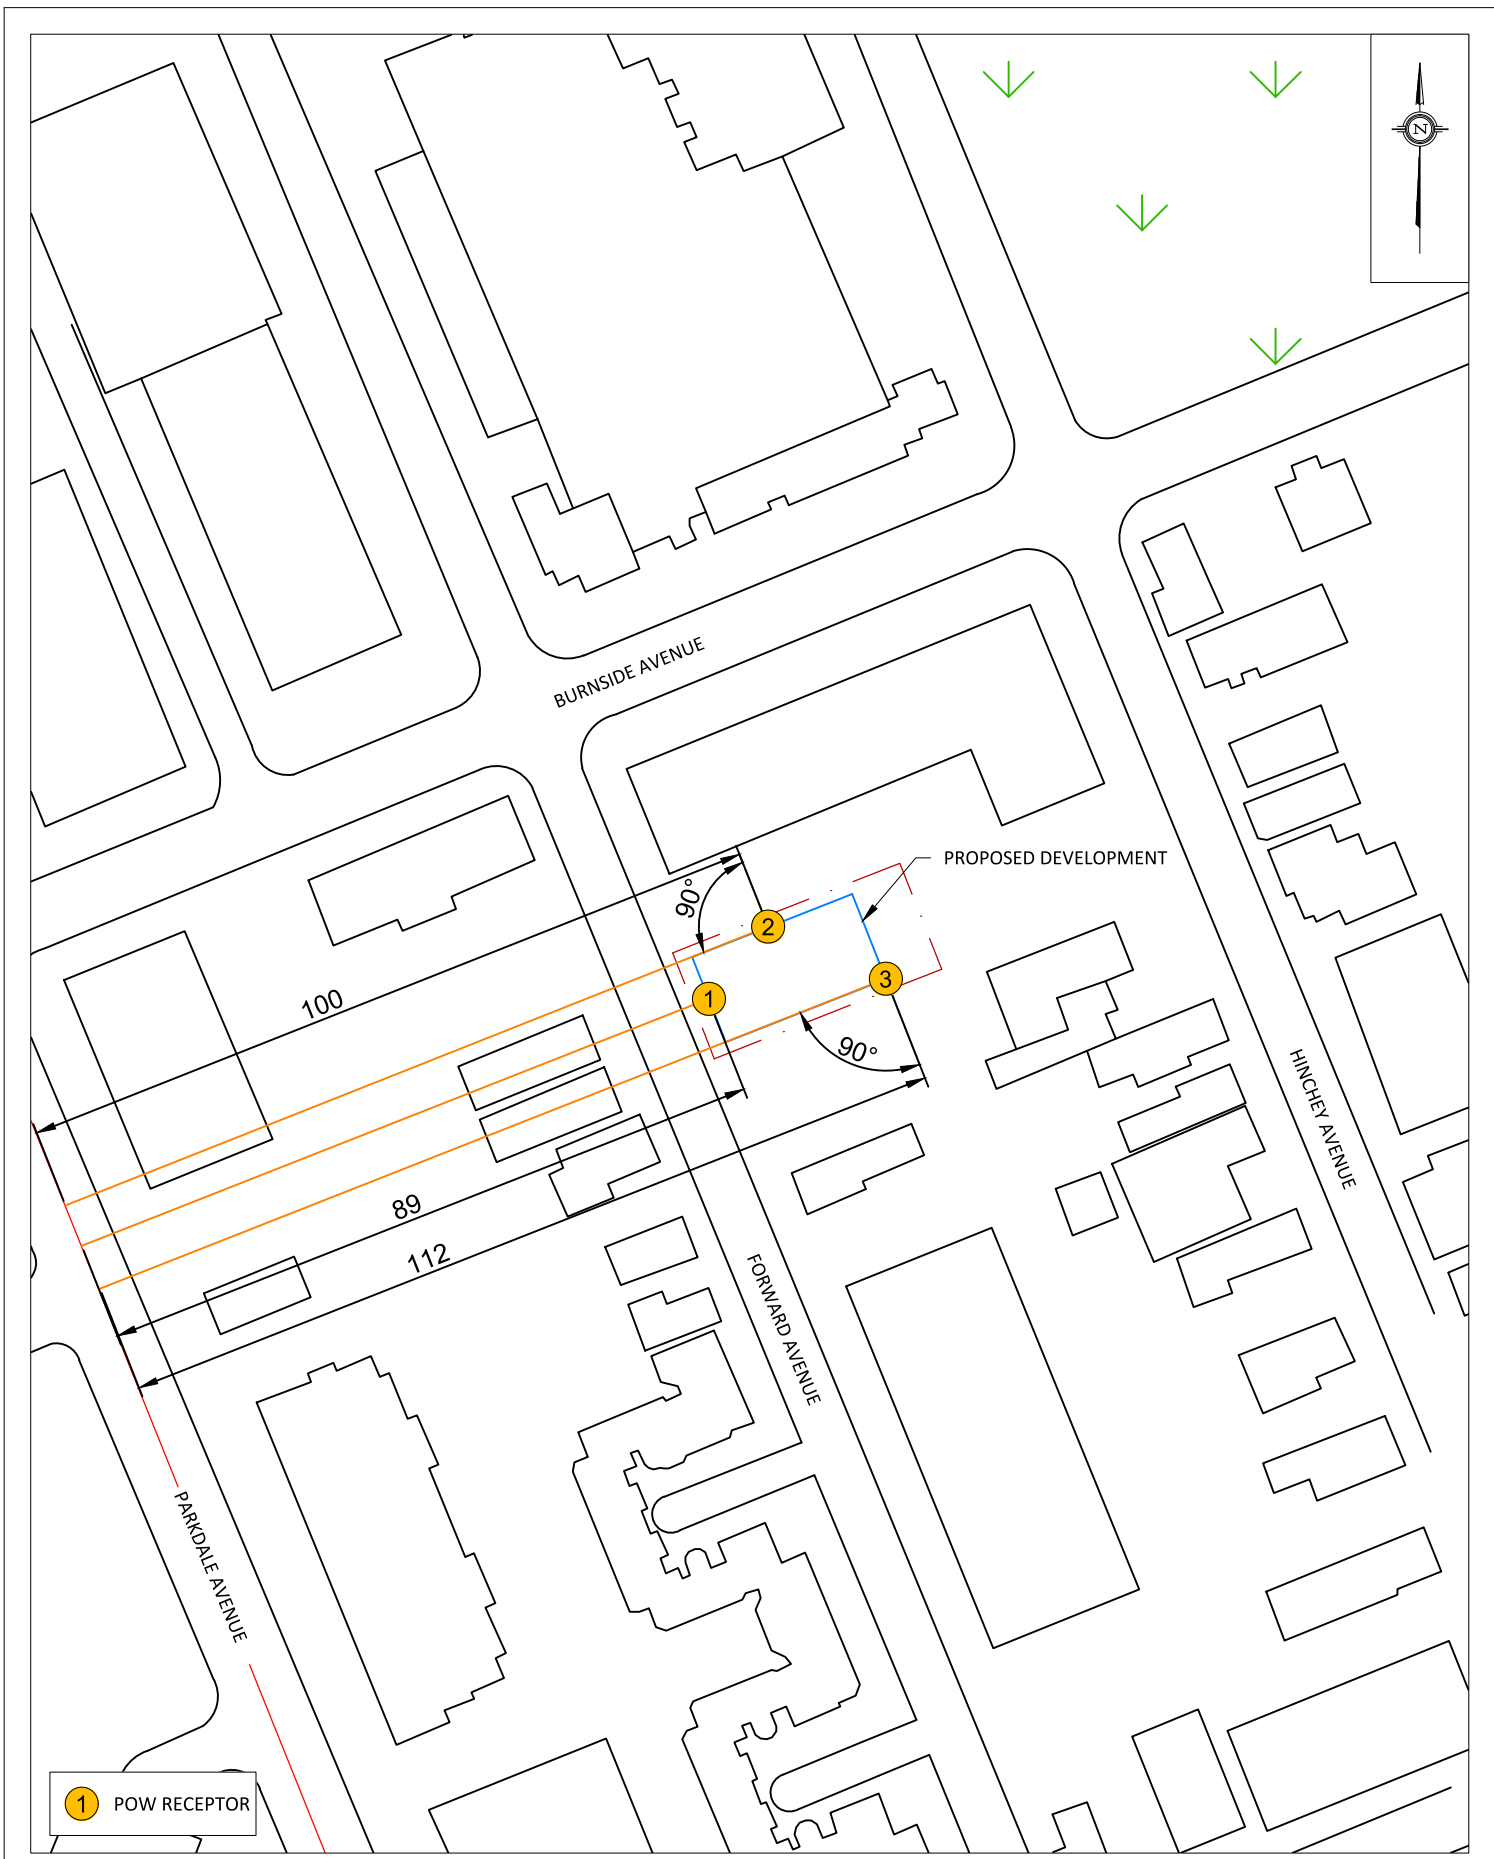 N
BURNSIDE AVENUE
PROPOSED DEVELOPMENT
90°
2
3
1
100
90°
HINCHEY AVENUE
89
112
FORWARD AVENUE
PARKDALE AVENUE
1 POW RECEPTOR